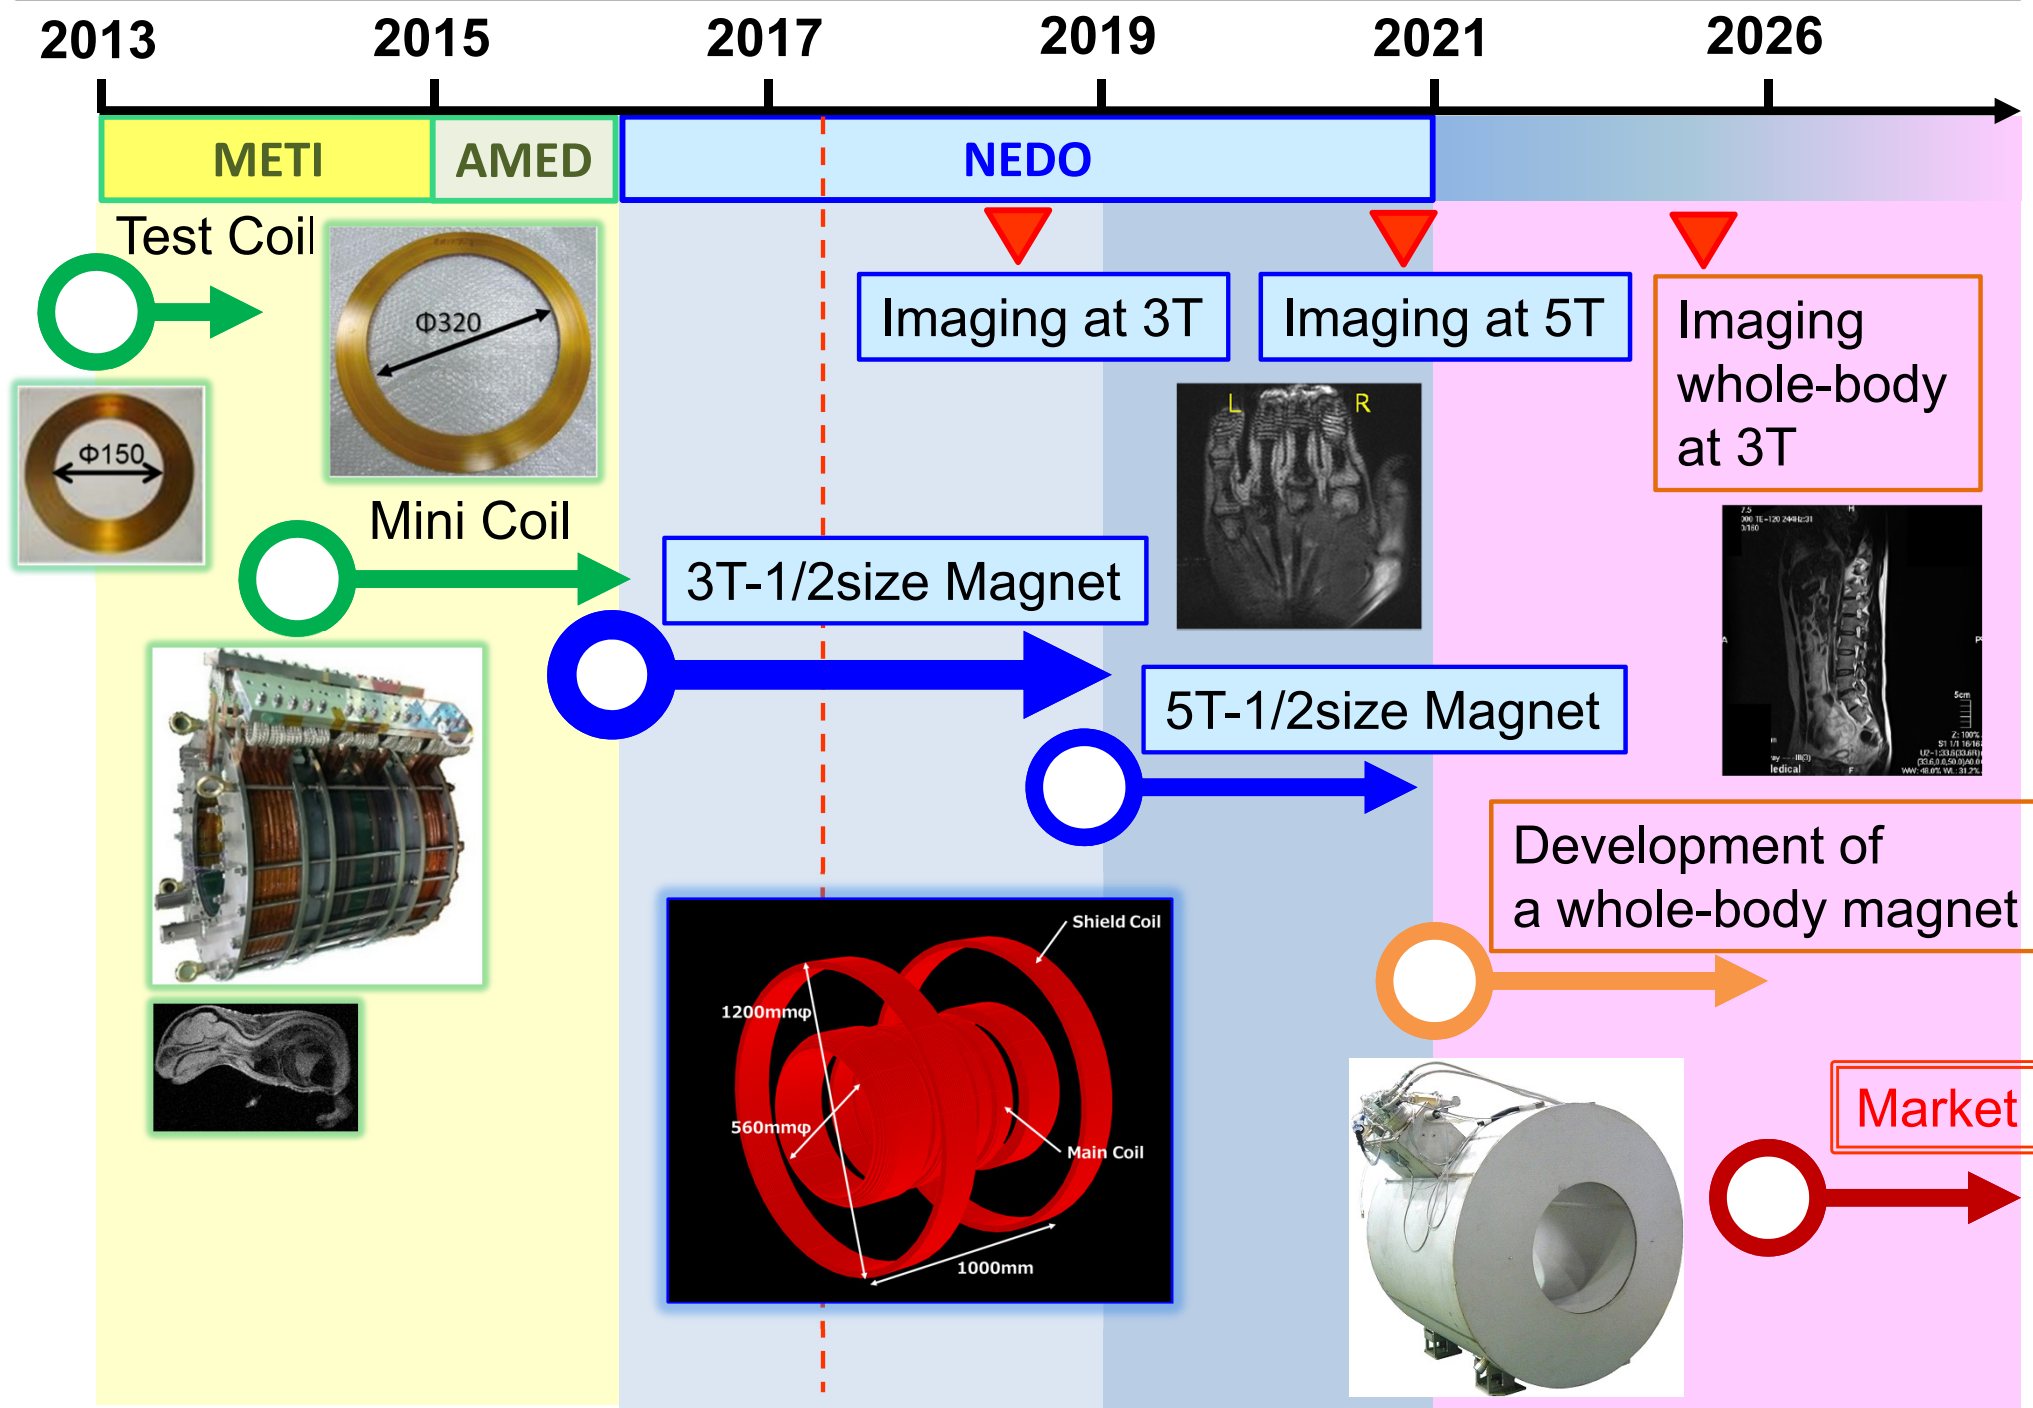 2013 2015 2017 2019 2021 2026
METI AMED NEDO
Test Coil
Φ320
Φ150
Mini Coil
Imaging at 3T
Imaging at 5T
Imaging
whole-body
at 3T
L R
3T-1/2size Magnet
5T-1/2size Magnet
H
A
5cm
F
Development of
a whole-body magnet
Shield Coil
1200mmφ
560mmφ
Main Coil
1000mm
Market